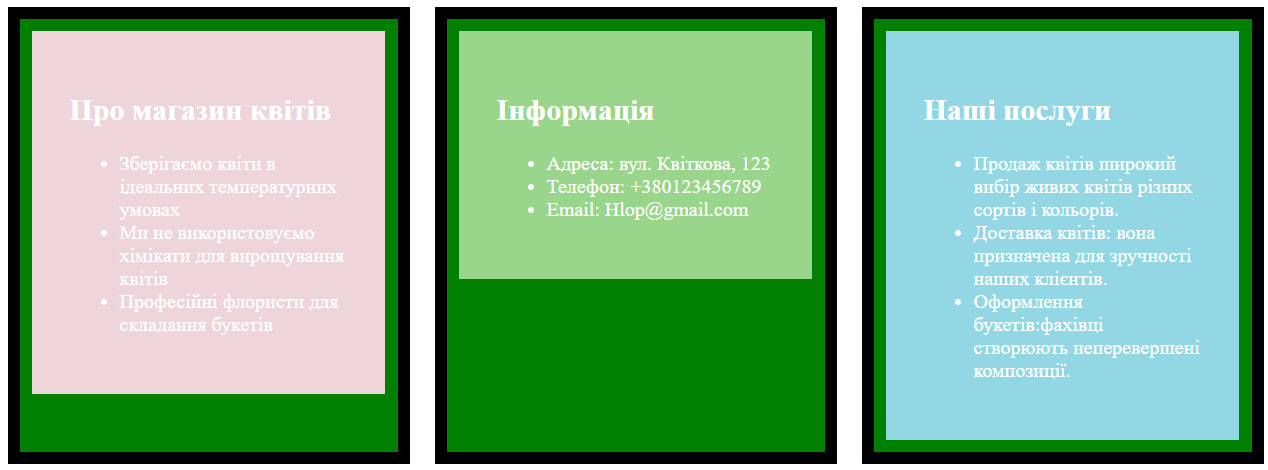 Про магазин квітів
Зберігаємо квіти в
ідеальних температурних
умовах
Ми не використовуємо
хімікати для вирощування
квітів
Професійні флористи для
складання букетів
Інформація
Адреса: вул. Квіткова, 123
Телефон: +380123456789
Email: Hlop@gmail.com
Наші послуги
Продаж квітів широкий
вибір живих квітів різних
сортів і кольорів.
Доставка квітів: вона
призначена для зручності
наших клієнтів.
Оформлення
букетів:фахівці
створюють неперевершені
композиції.